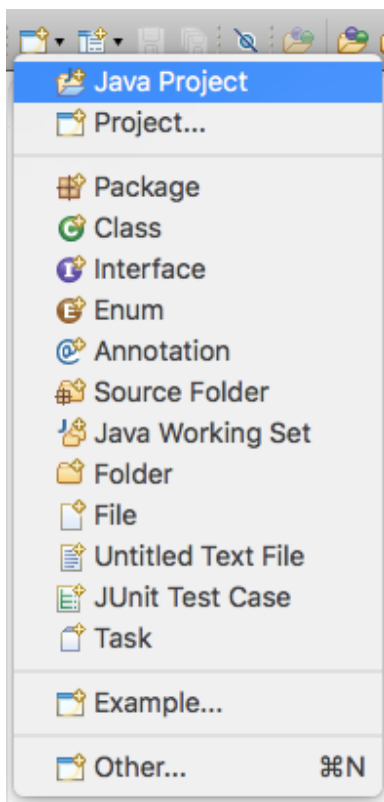 Java Project
Project...
Package
Class
Interface
Enum
Annotation
Source Folder
Java Working Set
Folder
File
Untitled Text File
JUnit Test Case
Task
Example...
Other... ⌘N